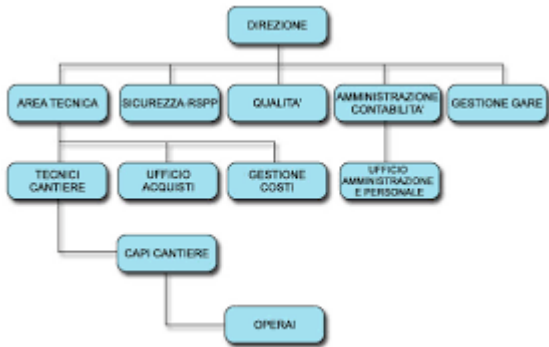 DIREZIONE
AREA TECNICA
SICUREZZA-RSPP
QUALITA'
AMMINISTRAZIONE
CONTABILITA'
GESTIONE GARE
TECNICI
CANTIERE
UFFICIO
ACQUISTI
GESTIONE
COSTI
UFFICIO
AMMINISTRAZIONE
E PERSONALE
CAPI CANTIERE
OPERAI